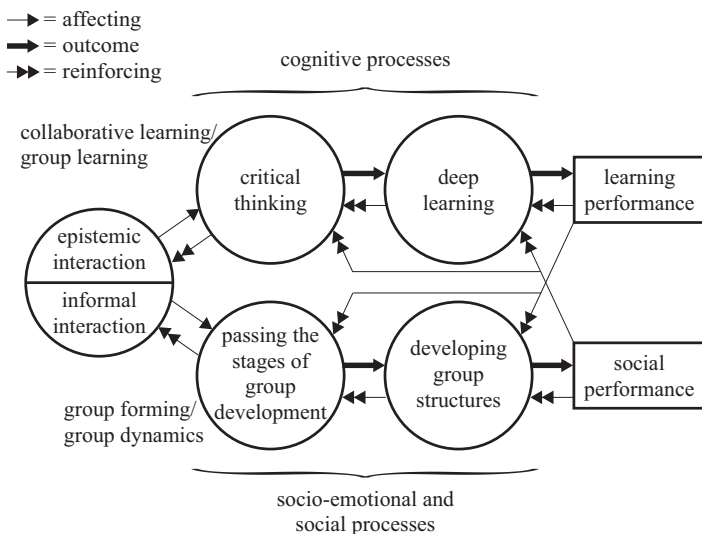 = affecting
= outcome
= reinforcing
cognitive processes
collaborative learning/
group learning
critical
thinking
deep
learning
learning
performance
epistemic
interaction
informal
interaction
passing the
stages of
group
development
developing
group
structures
social
performance
group forming/
group dynamics
socio-emotional and
social processes